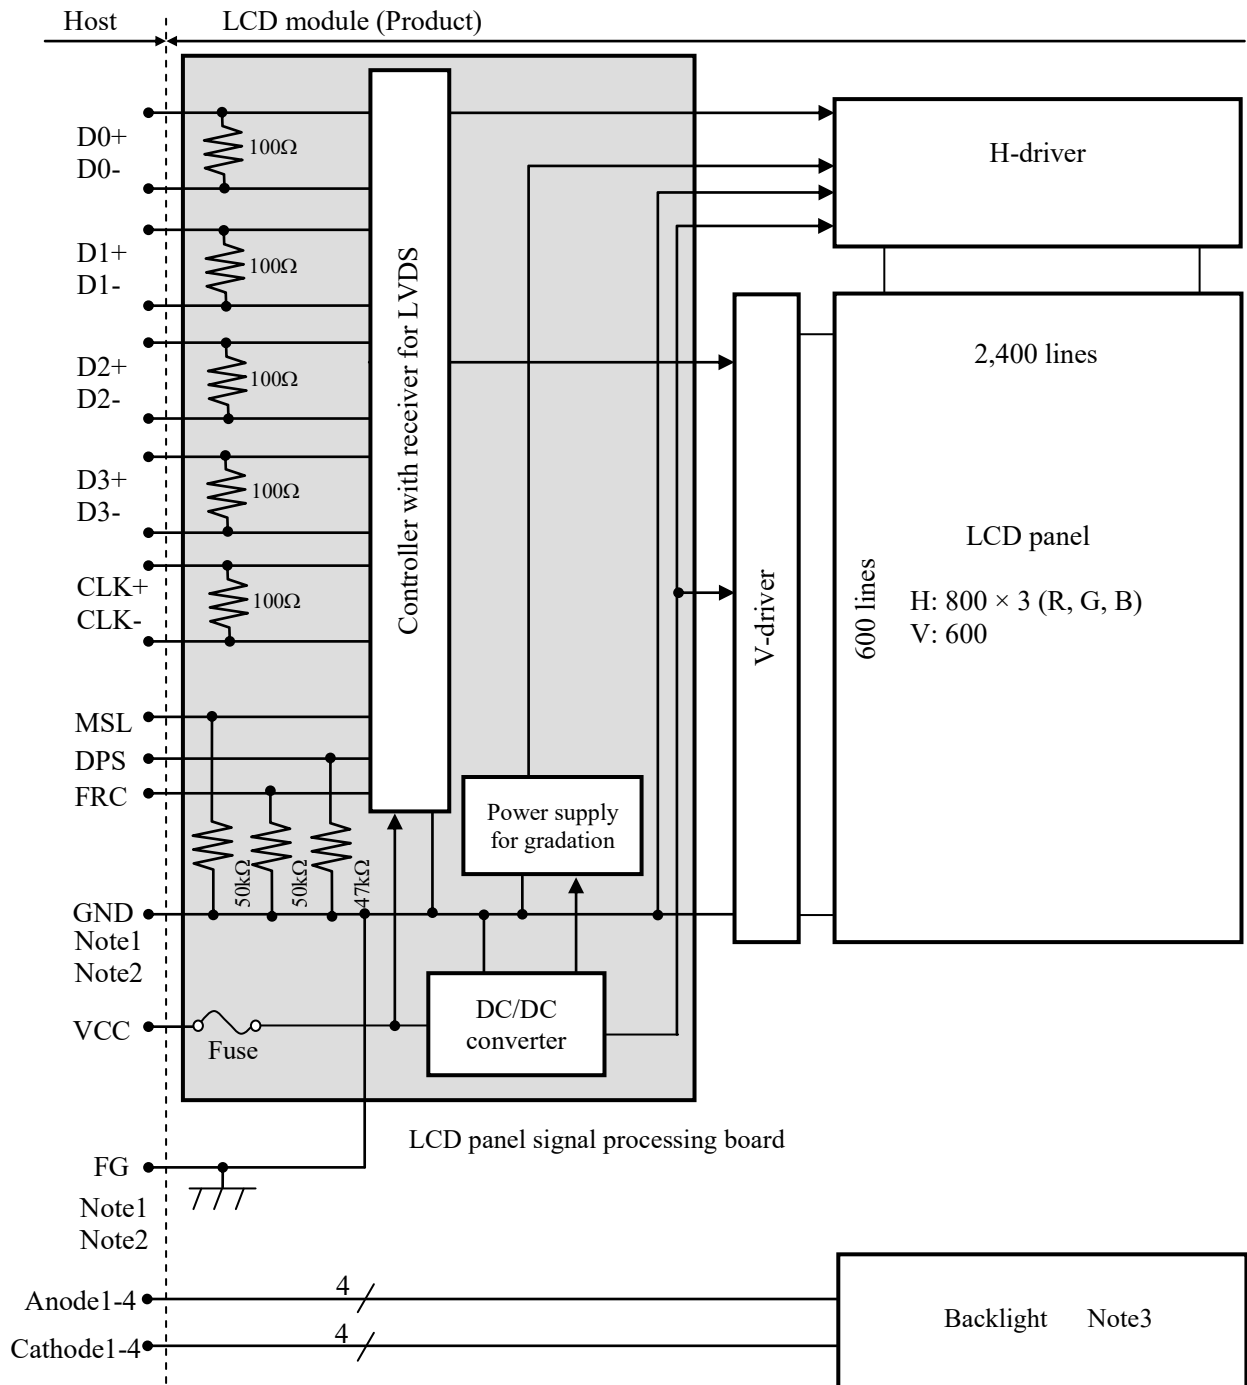 Host
LCD module (Product)
D0+
D0-
100Ω
D1+
D1-
100Ω
D2+
D2-
100Ω
D3+
D3-
100Ω
CLK+
CLK-
100Ω
MSL
DPS
FRC
50kΩ
50kΩ
47kΩ
GND
Note1
Note2
VCC
Fuse
Controller with receiver for LVDS
Power supply
for gradation
DC/DC
converter
H-driver
V-driver
2,400 lines
600 lines
LCD panel
H: 800 × 3 (R, G, B)
V: 600
LCD panel signal processing board
FG
Note1
Note2
Anode1-4
4
Cathode1-4
4
Backlight Note3